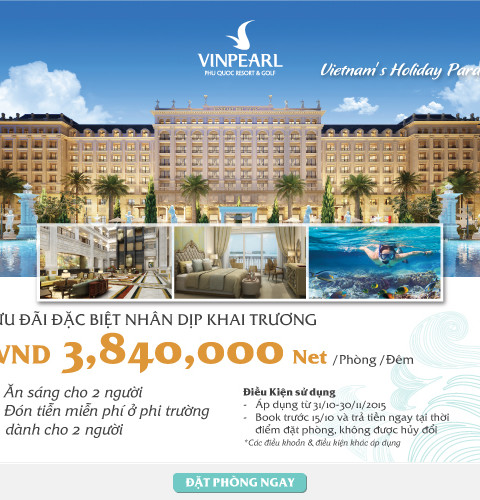 VINPEARL
PHU QUOC RESORT & GOLF
Vietnam's Holiday Para
ƯU ĐÃI ĐẶC BIỆT NHÂN DỊP KHAI TRƯƠNG
VND 3,840,000 Net /Phòng /Đêm
Ăn sáng cho 2 người
Đón tiễn miễn phí ở phi trường
dành cho 2 người
Điều Kiện sử dụng
- Áp dụng từ 31/10-30/11/2015
- Book trước 15/10 và trả tiền ngay tại thời
điểm đặt phòng, không được hủy đổi
*Các điều khoản & điều kiện khác áp dụng
ĐẶT PHÒNG NGAY